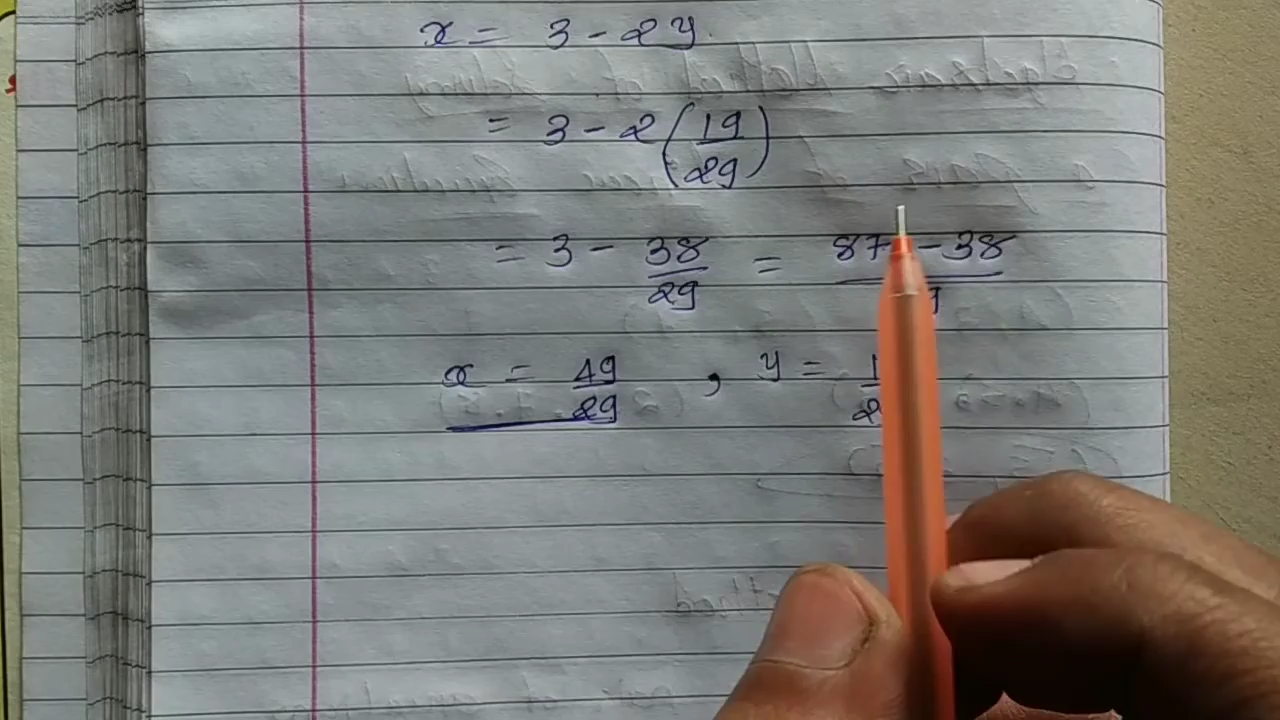 x = 3 - 2y
= 3 - 2(19/29)
= 3 - 38/29 = 87 - 38
x = 49/29 , y =